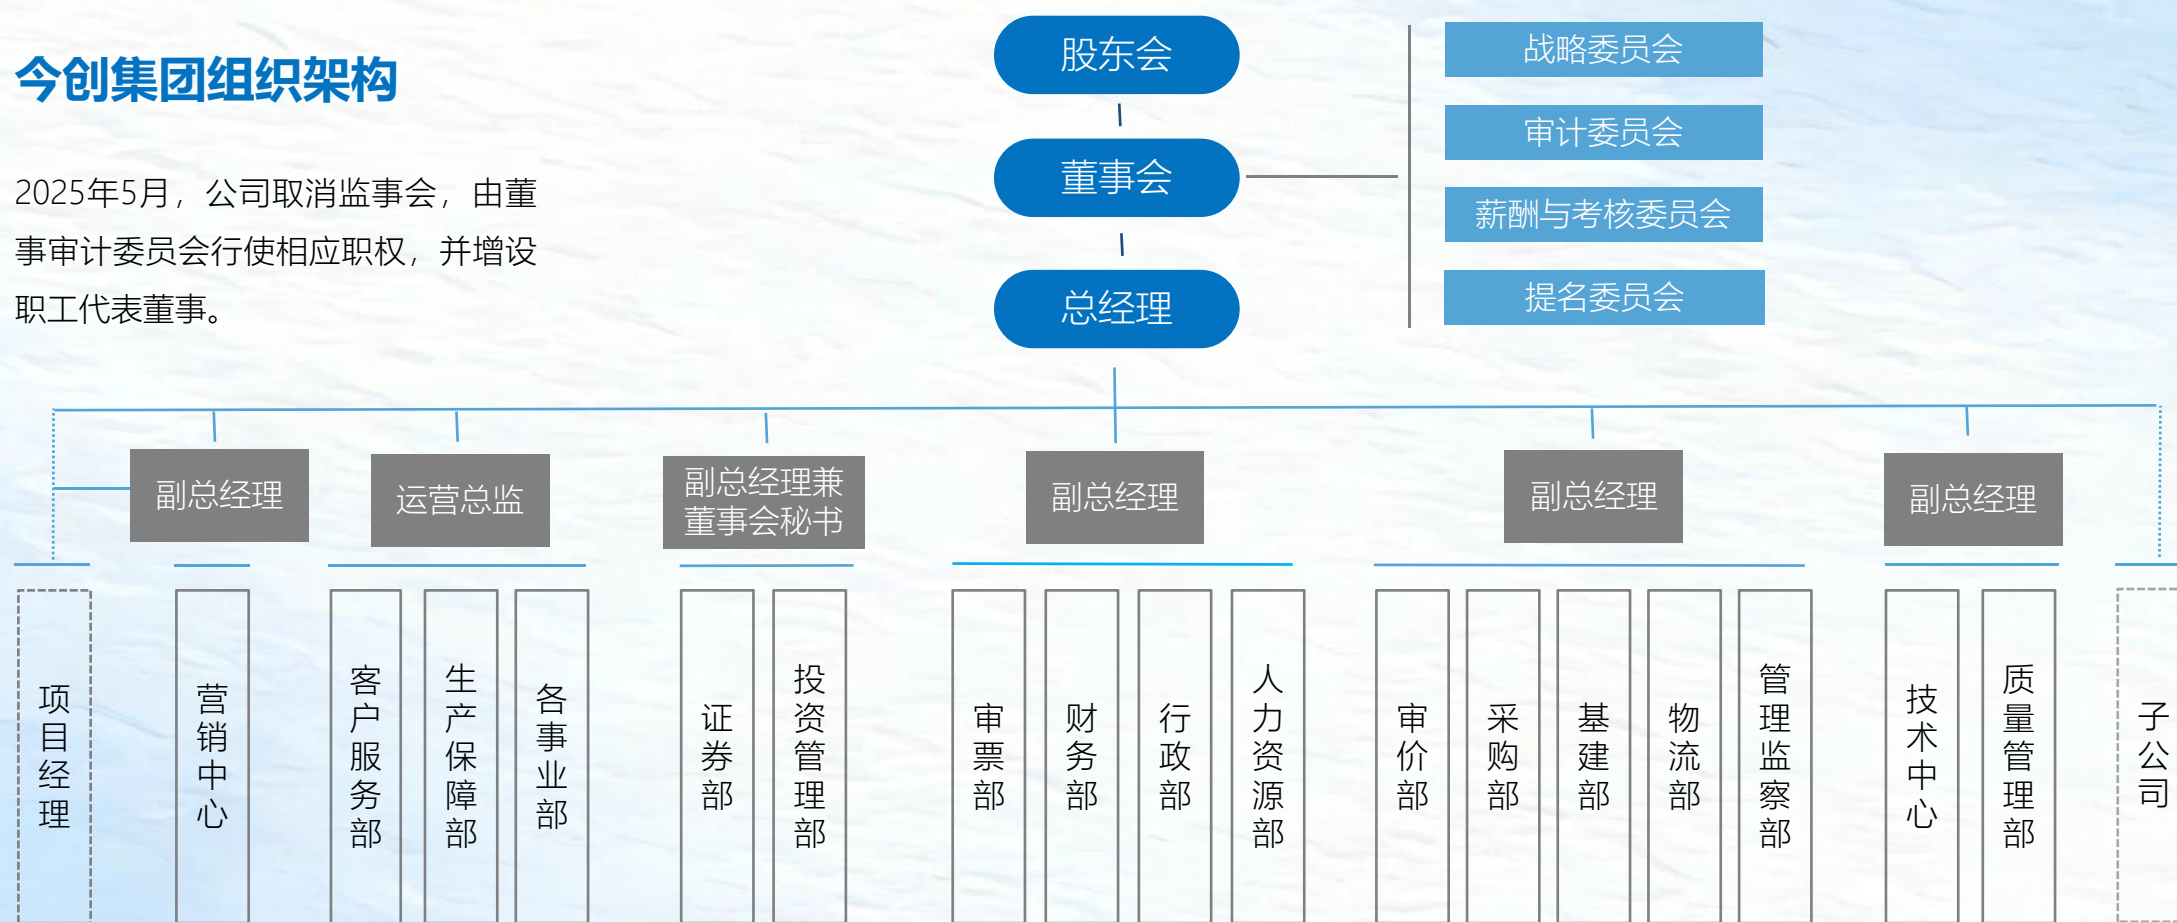 今创集团组织架构
2025年5月，公司取消监事会，由董
事审计委员会行使相应职权，并增设
职工代表董事。
股东会
董事会
总经理
战略委员会
审计委员会
薪酬与考核委员会
提名委员会
副总经理
运营总监
副总经理兼
董事会秘书
副总经理
副总经理
副总经理
项目经理
营销中心
客户服务部
生产保障部
各事业部
证券部
投资管理部
审票部
财务部
行政部
人力资源部
审价部
采购部
基建部
物流部
管理监察部
技术中心
质量管理部
子公司